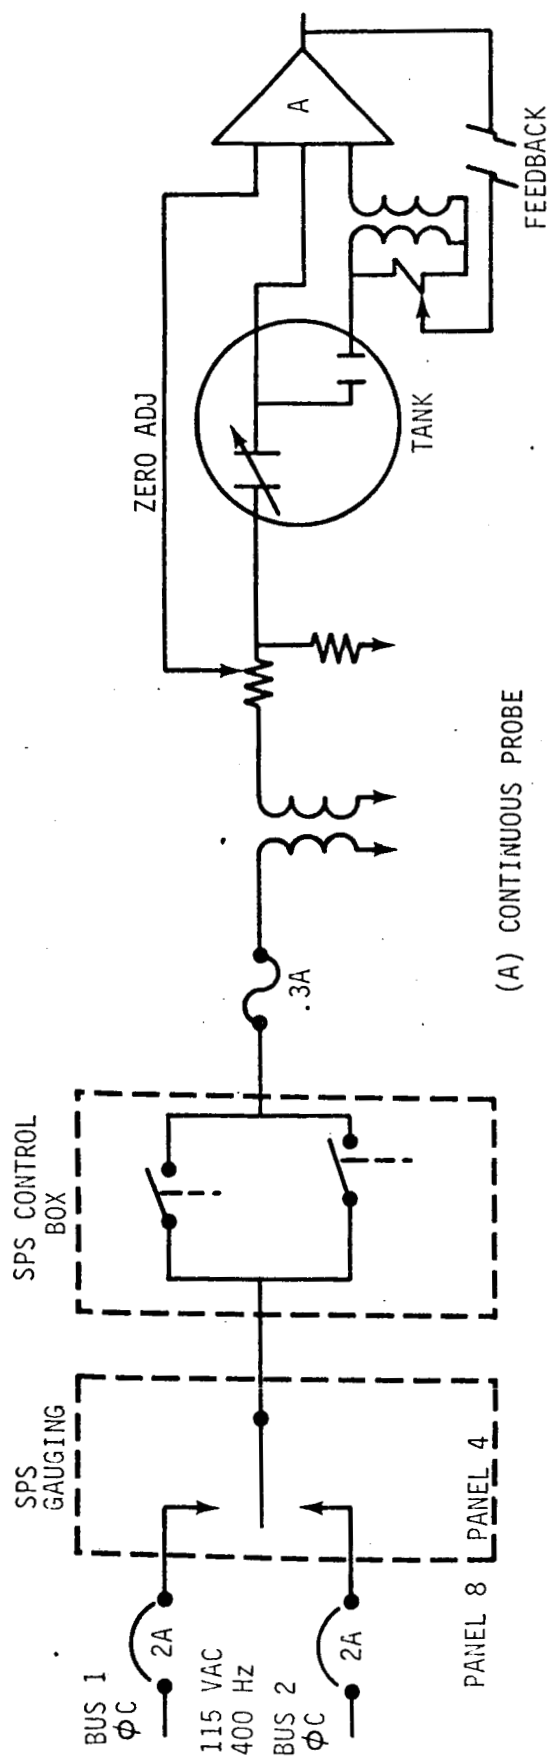 BUS 1
ΦC
2A
115 VAC
400 Hz
BUS 2
ΦC
2A
PANEL 8
SPS
GAUGING
PANEL 4
SPS CONTROL
BOX
.3A
ZERO ADJ
TANK
A
FEEDBACK
(A) CONTINUOUS PROBE